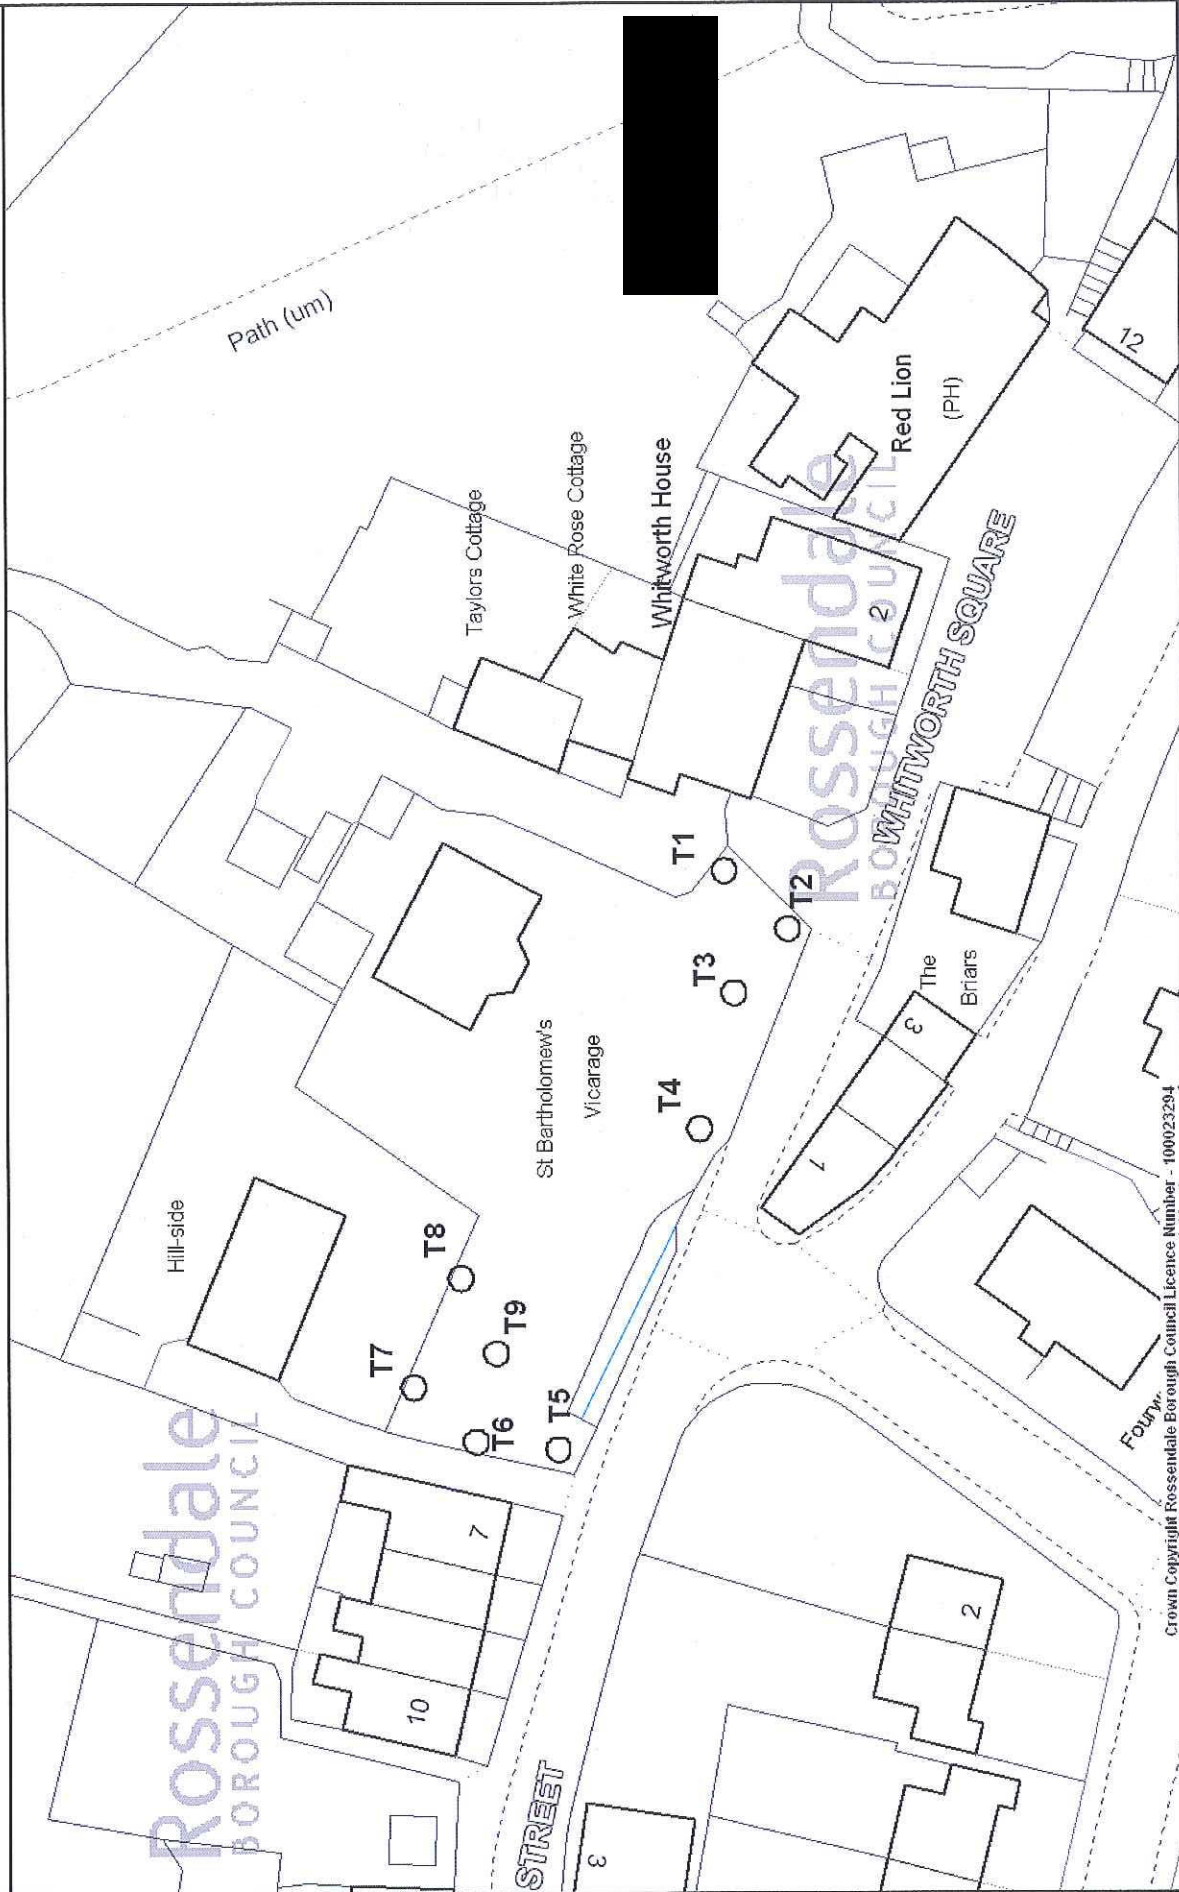 Path (um)
Taylors Cottage
White Rose Cottage
Whitworth House
Red Lion
(PH)
12
2
WHITWORTH SQUARE
Rossendale
BOROUGH COUNCIL
T1
T2
T3
T4
The
Briars
3
1
St Bartholomew's
Vicarage
Hill-side
T8
T9
T7
T6
T5
Rossendale
BOROUGH COUNCIL
7
10
STREET
3
2
Crown Copyright Rossendale Borough Council Licence Number - 100023294